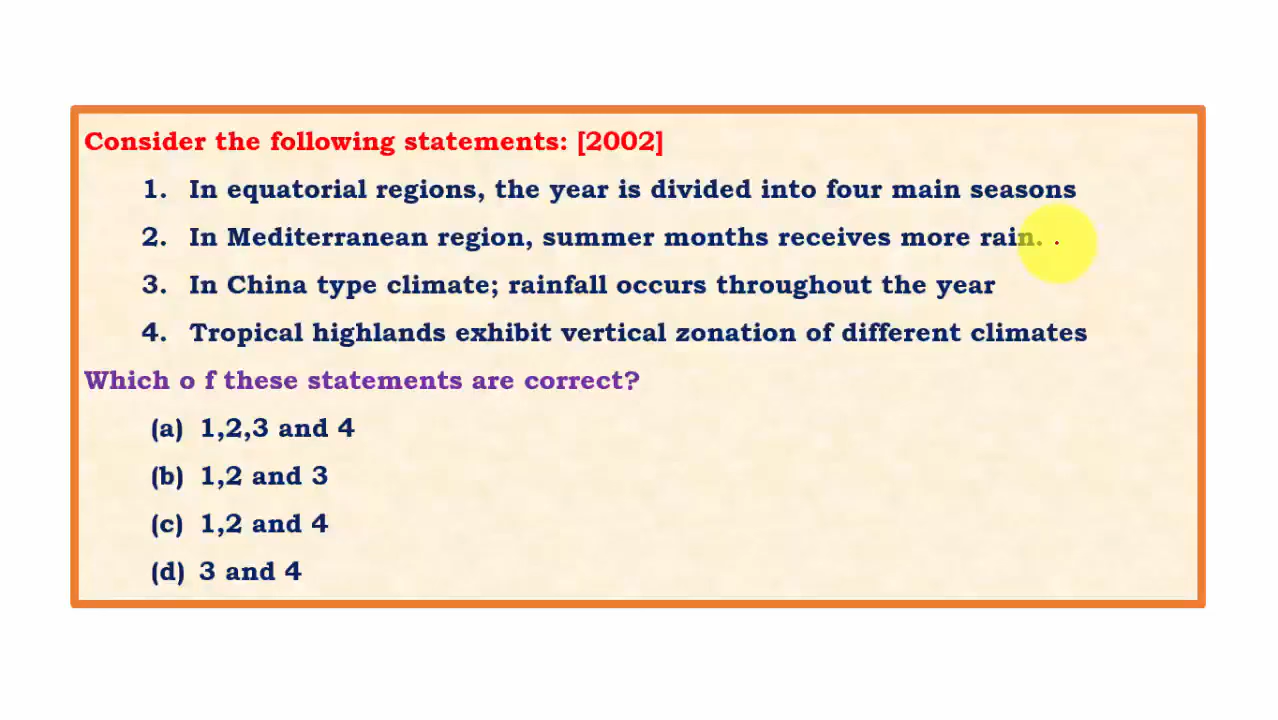 Consider the following statements: [2002]
1. In equatorial regions, the year is divided into four main seasons
2. In Mediterranean region, summer months receives more rain.
3. In China type climate; rainfall occurs throughout the year
4. Tropical highlands exhibit vertical zonation of different climates
Which o f these statements are correct?
(a) 1,2,3 and 4
(b) 1,2 and 3
(c) 1,2 and 4
(d) 3 and 4